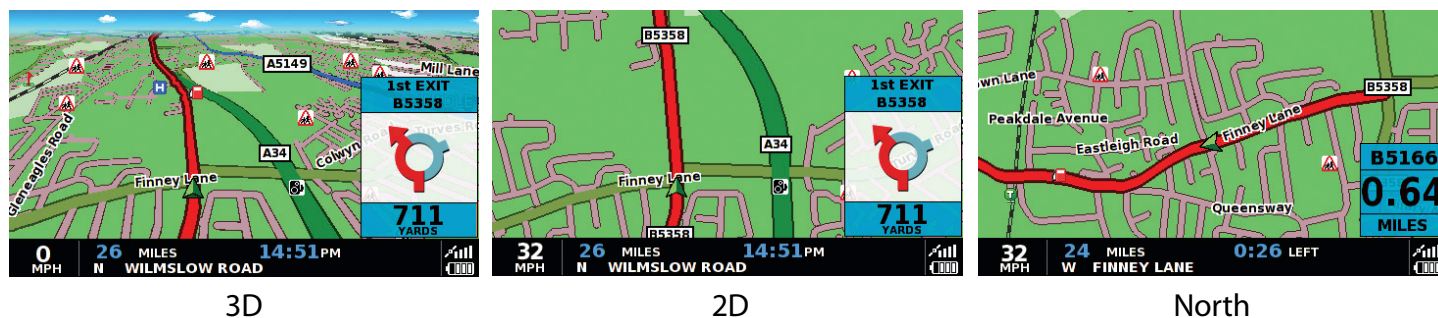 A5149
Mill Lane
H
1st EXIT
B5358
Gleneagles Road
Colwyn Road
Turves R
A34
Finney Lane
711
YARDS
0
MPH
26 MILES 14:51PM
N WILMSLOW ROAD
3D
B5358
1st EXIT
B5358
A34
Finney Lane
711
YARDS
B5358
32
MPH
26 MILES 14:51PM
N WILMSLOW ROAD
2D
own Lane
B5358
Peakdale Avenue
Finney Lane
Eastleigh Road
B5166
0.64
MILES
T
Queensway
32
MPH
24 MILES 0:26 LEFT
W FINNEY LANE
North